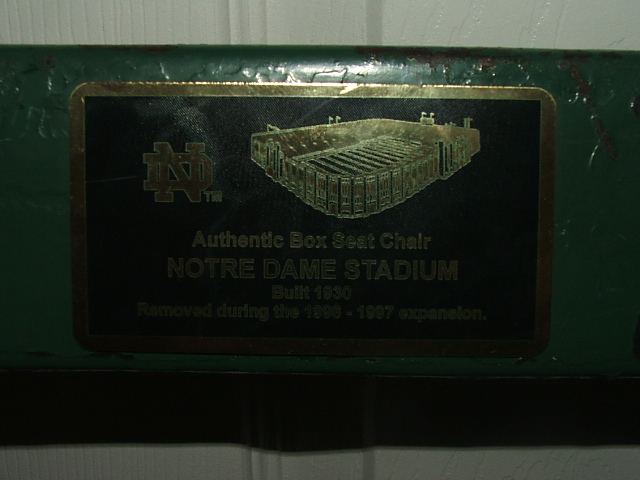 ND TM
Authentic Box Seat Chair
NOTRE DAME STADIUM
Built 1930
Removed during the 1996 - 1997 expansion.